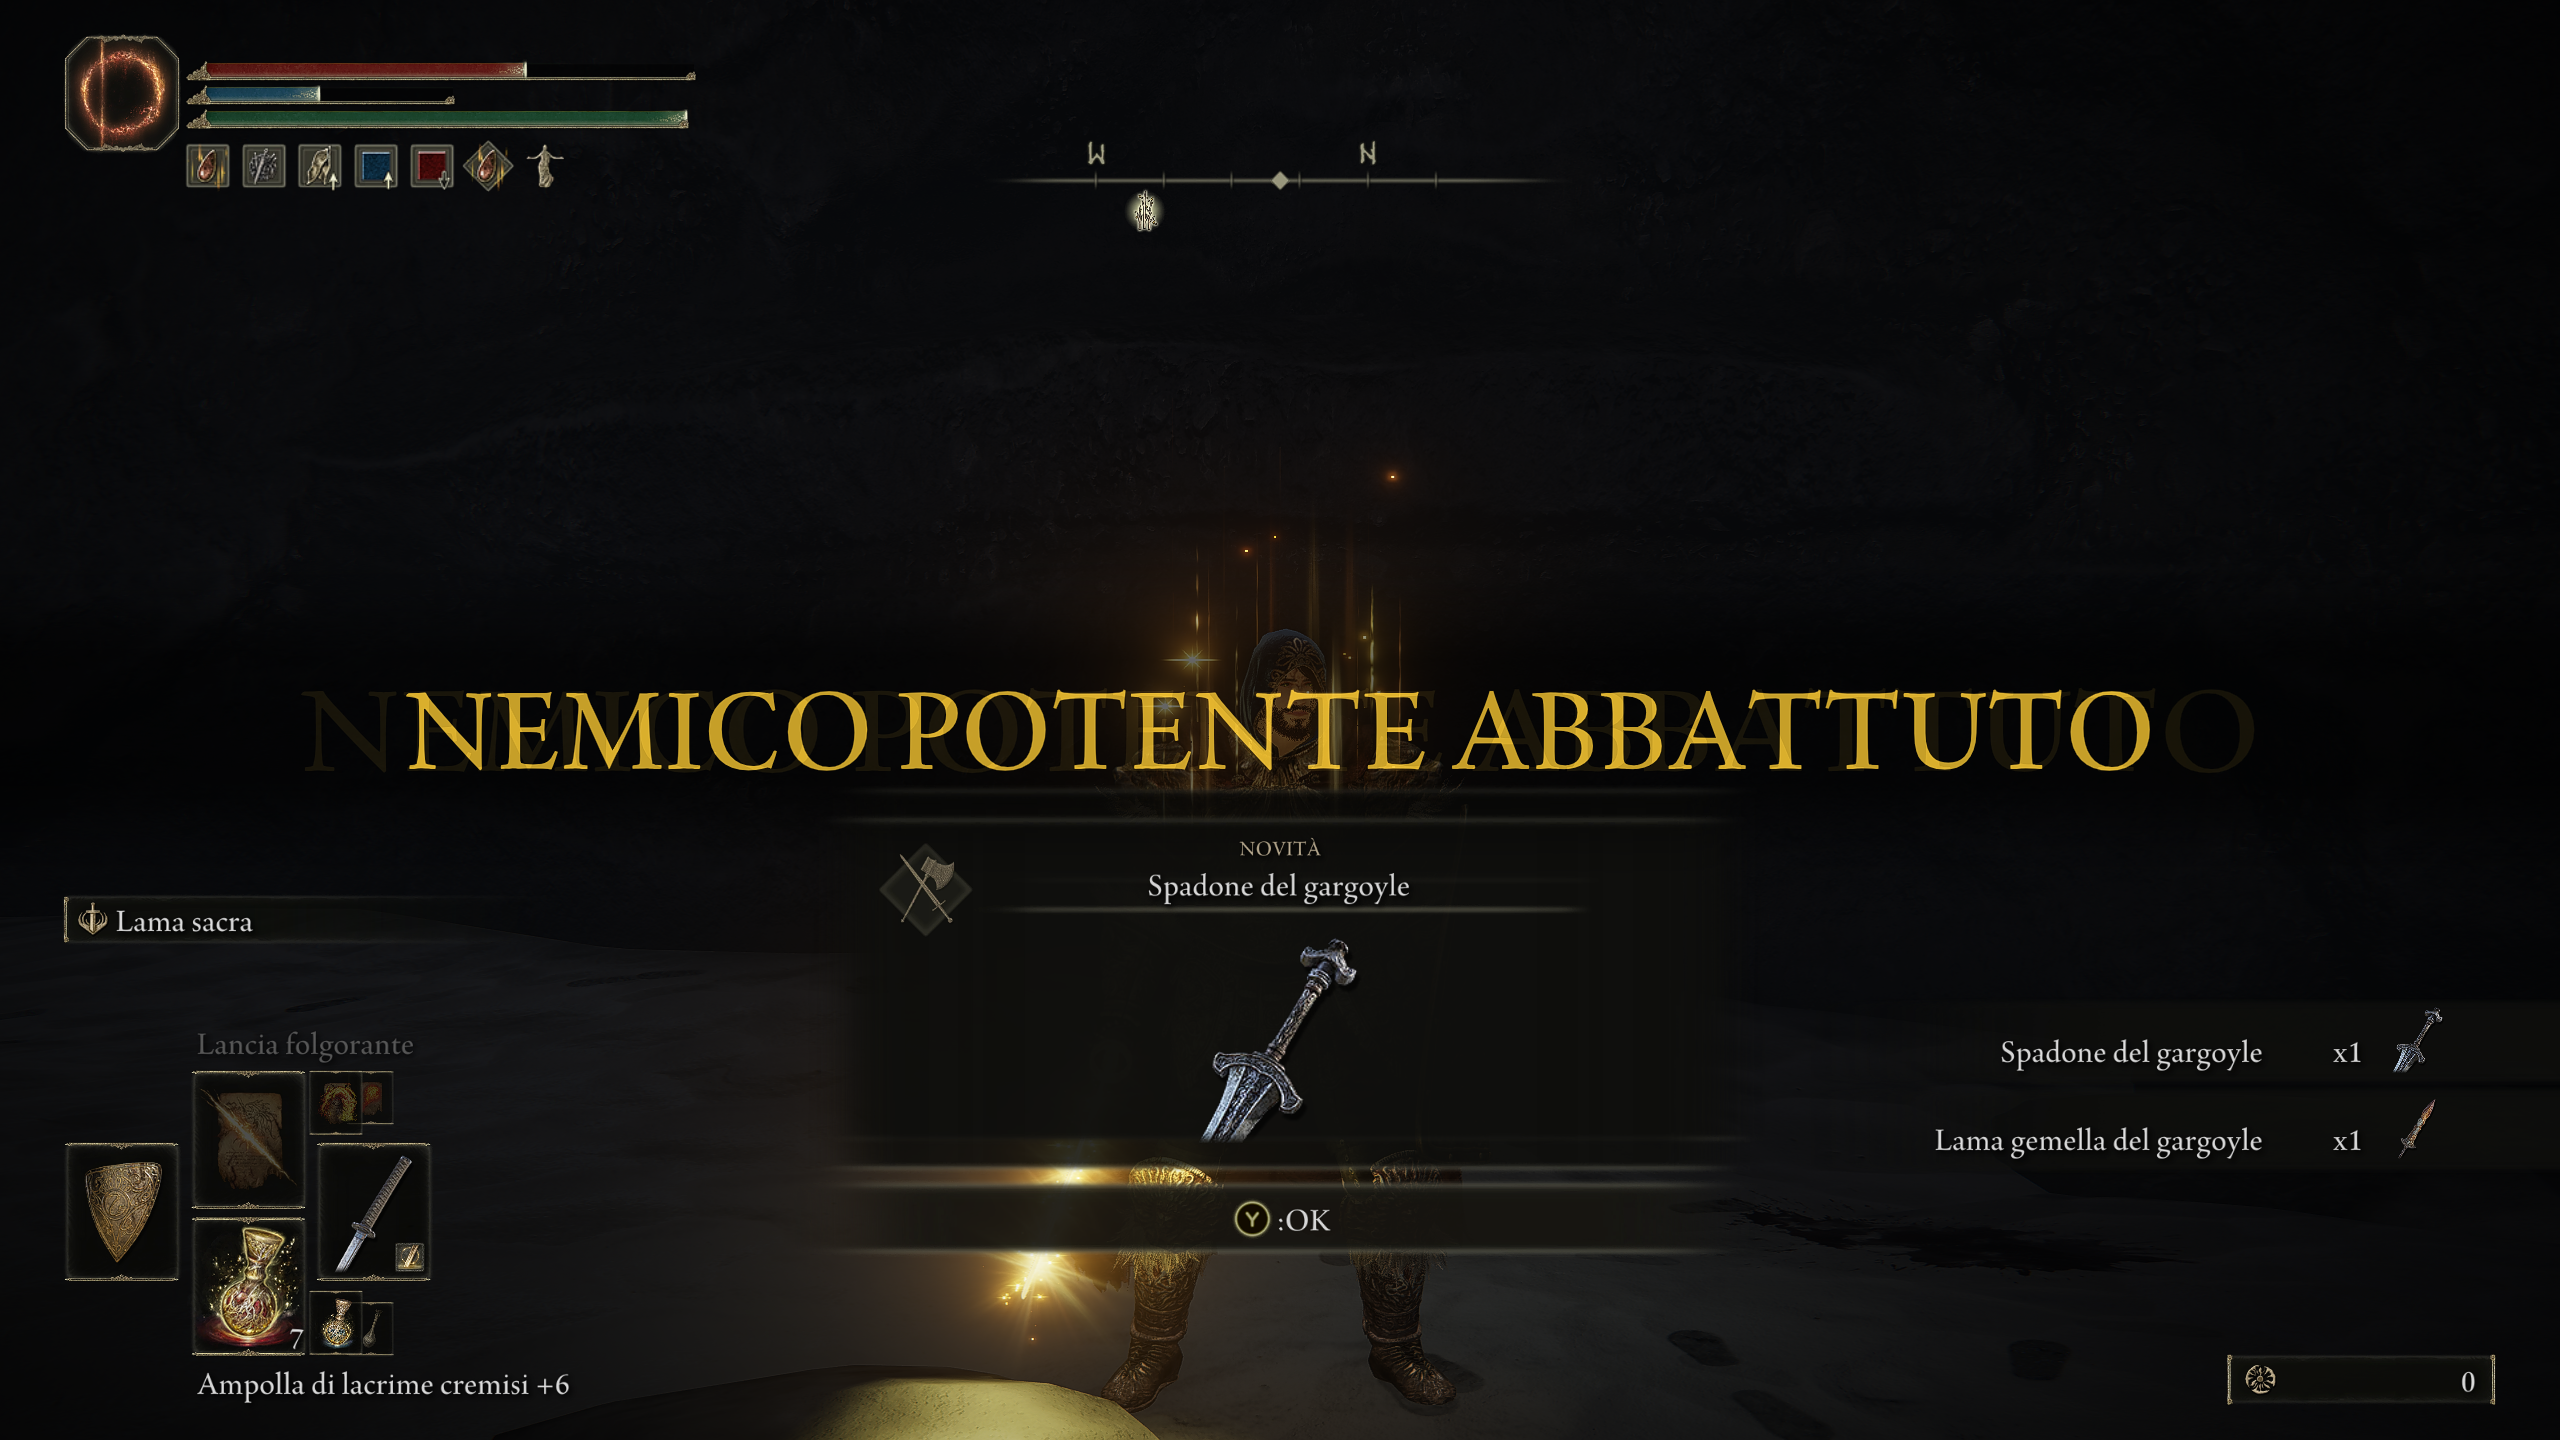 W N
NEMICO POTENTE ABBATTUTO
NOVITÀ
Spadone del gargoyle
Lama sacra
Lancia folgorante
Spadone del gargoyle x1
Lama gemella del gargoyle x1
Y :OK
7
Ampolla di lacrime cremisi +6
0